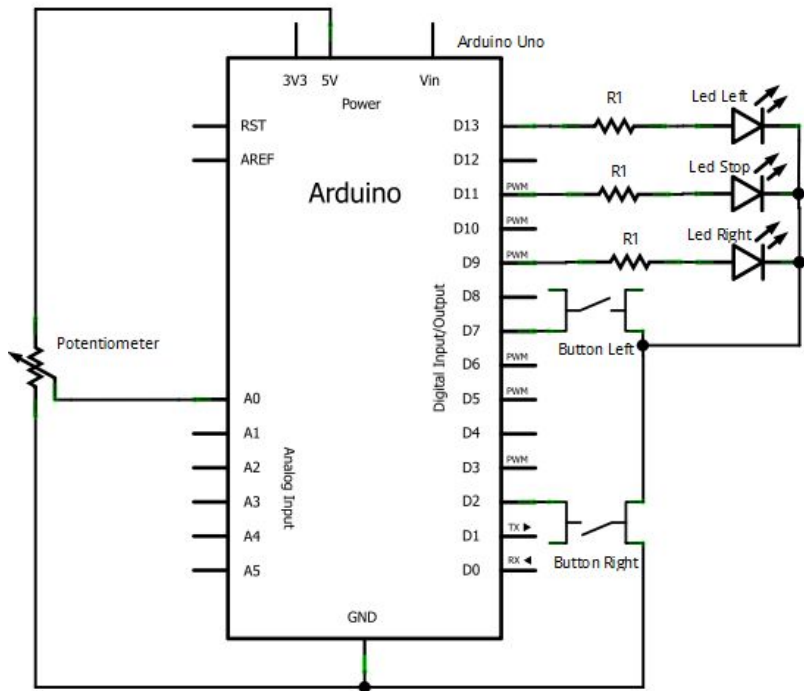 Arduino Uno
3V3 5V Vin
Power
RST
AREF
Arduino
D13
D12
PWM D11
PWM D10
PWM D9
D8
D7
PWM D6
PWM D5
D4
PWM D3
D2
TX D1
RX D0
Digital Input/Output
A0
A1
A2
A3
A4
A5
Analog Input
GND
Potentiometer
R1
Led Left
R1
Led Stop
R1
Led Right
Button Left
Button Right